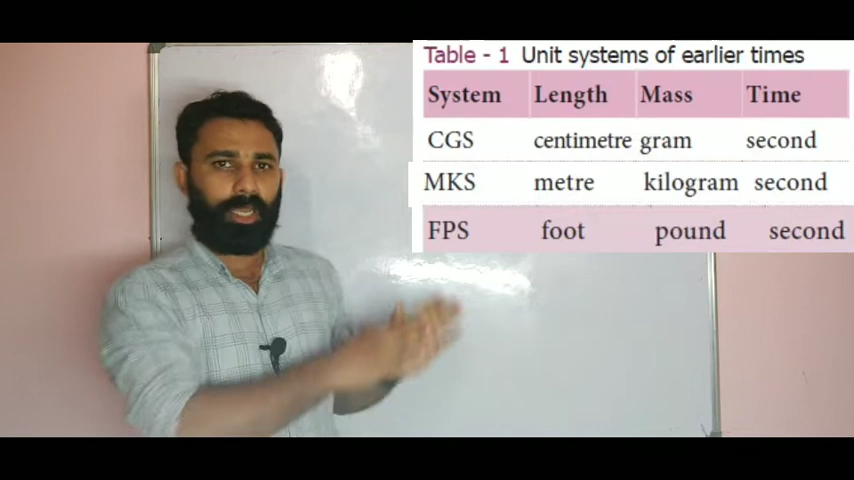 Table - 1 Unit systems of earlier times
System Length Mass Time
CGS centimetre gram second
MKS metre kilogram second
FPS foot pound second